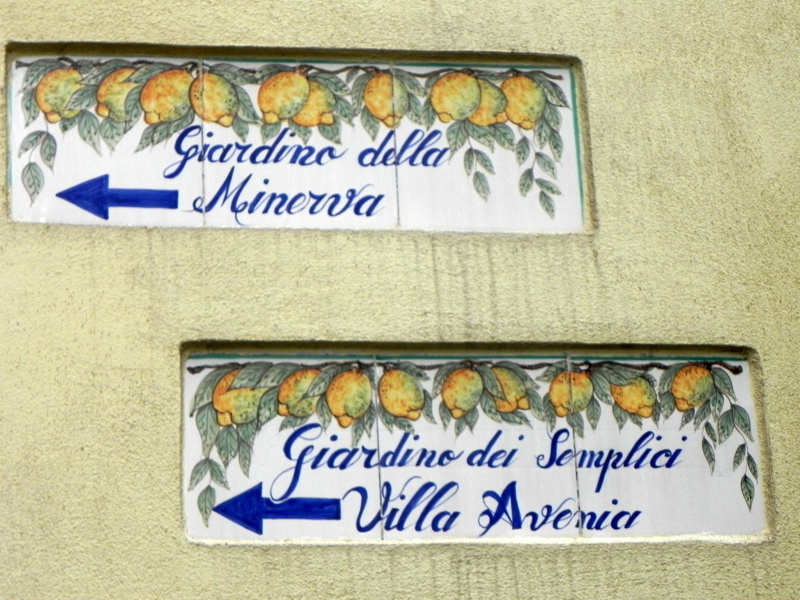 Giardino della
Minerva
Giardino dei Semplici
Villa Avenia